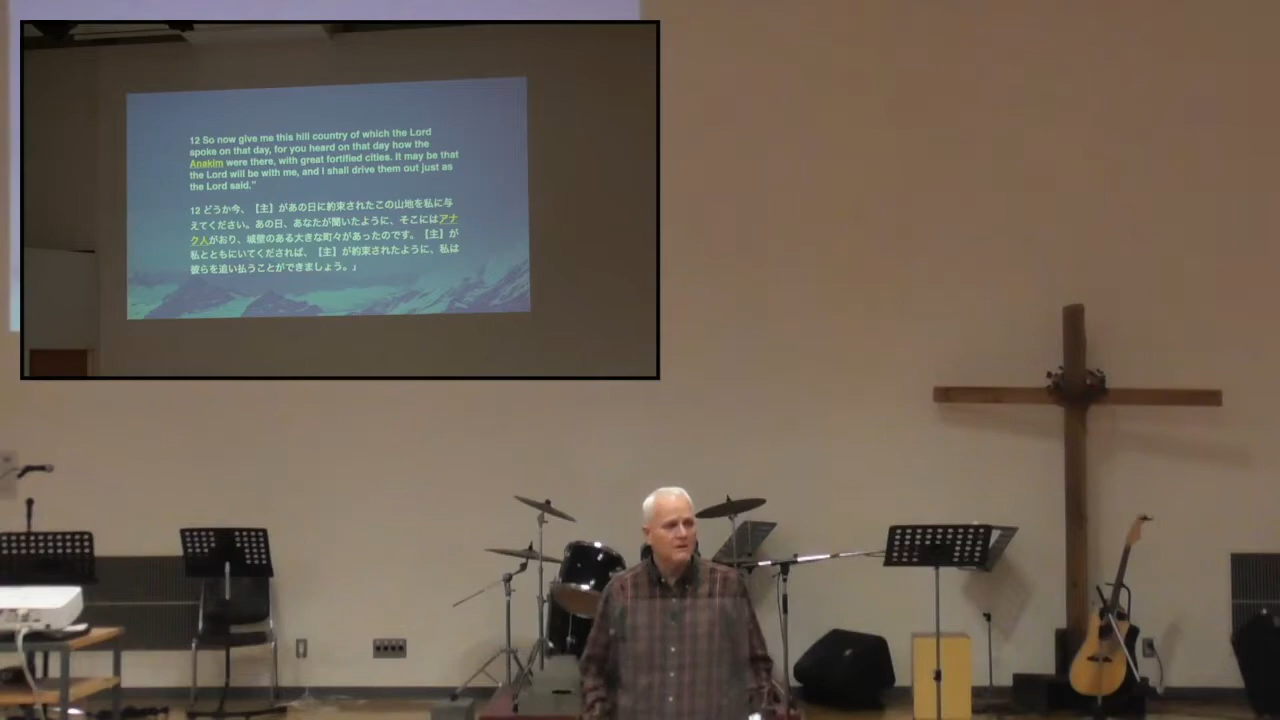 12 So now give me this hill country of which the Lord
spoke on that day, for you heard on that day how the
Anakim were there, with great fortified cities. It may be that
the Lord will be with me, and I shall drive them out just as
the Lord said."
12 どうか今、【主】があの日に約束されたこの山地を私に与
えてください。あの日、あなたが聞いたように、そこにはアナ
ク人がおり、城壁のある大きな町々があったのです。【主】が
私とともにいてくだされば、【主】が約束されたように、私は
彼らを追い払うことができましょう。」